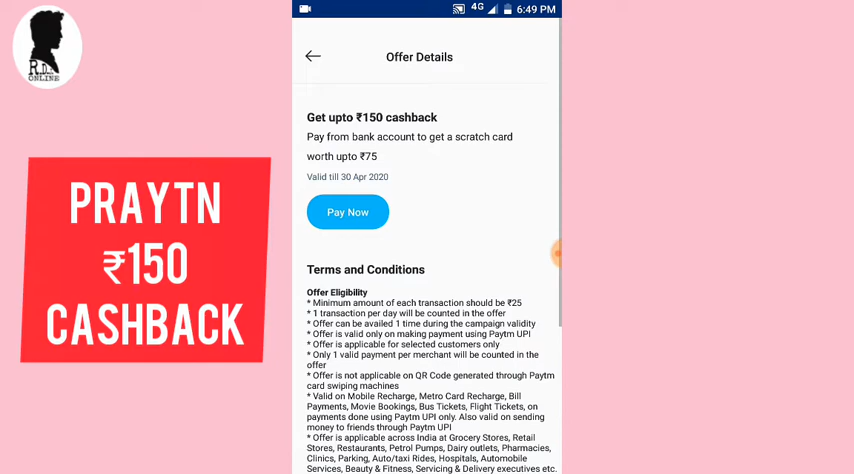 R.D.
ONLINE
PRAYTN
₹150
CASHBACK
4G 6:49 PM
Offer Details
Get upto ₹150 cashback
Pay from bank account to get a scratch card
worth upto ₹75
Valid till 30 Apr 2020
Pay Now
Terms and Conditions
Offer Eligibility
* Minimum amount of each transaction should be ₹25
* 1 transaction per day will be counted in the offer
* Offer can be availed 1 time during the campaign validity
* Offer is valid only on making payment using Paytm UPI
* Offer is applicable for selected customers only
* Only 1 valid payment per merchant will be counted in the
offer
* Offer is not applicable on QR Code generated through Paytm
card swiping machines
* Valid on Mobile Recharge, Metro Card Recharge, Bill
Payments, Movie Bookings, Bus Tickets, Flight Tickets, on
payments done using Paytm UPI only. Also valid on sending
money to friends through Paytm UPI
* Offer is applicable across India at Grocery Stores, Retail
Stores, Restaurants, Petrol Pumps, Dairy outlets, Pharmacies,
Clinics, Parking, Auto/taxi Rides, Hospitals, Automobile
Services, Beauty & Fitness, Servicing & Delivery executives etc.